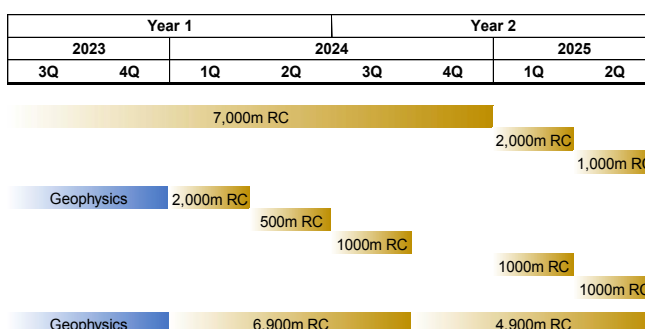 Year 1 Year 2
2023 2024 2025
3Q 4Q 1Q 2Q 3Q 4Q 1Q 2Q
7,000m RC
2,000m RC
1,000m RC
Geophysics 2,000m RC
500m RC
1000m RC
1000m RC
1000m RC
Geophysics 6,900m RC 4,900m RC